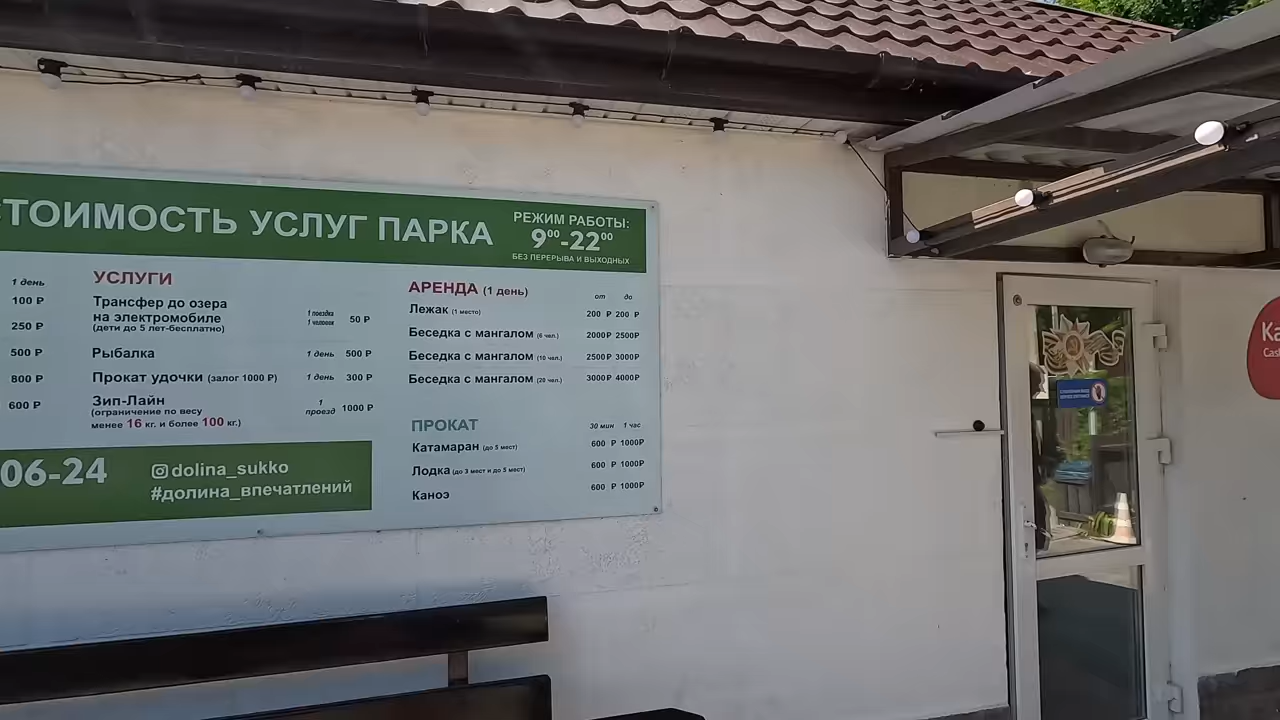 СТОИМОСТЬ УСЛУГ ПАРКА
РЕЖИМ РАБОТЫ:
9⁰⁰-22⁰⁰
БЕЗ ПЕРЕРЫВА И ВЫХОДНЫХ
1 день
100 Р
250 Р
500 Р
800 Р
600 Р
УСЛУГИ
Трансфер до озера
на электромобиле
(дети до 5 лет-бесплатно)
1 поездка
1 человек
50 Р
Рыбалка 1 день 500 Р
Прокат удочки (залог 1000 Р) 1 день 300 Р
Зип-Лайн
(ограничение по весу
менее 16 кг. и более 100 кг.)
1
проезд
1000 Р
АРЕНДА (1 день)
от до
Лежак (1 место) 200 Р 200 Р
Беседка с мангалом (6 чел.) 2000Р 2500Р
Беседка с мангалом (10 чел.) 2500Р 3000Р
Беседка с мангалом (20 чел.) 3000Р 4000Р
ПРОКАТ 30 мин 1 час
Катамаран (до 5 мест) 600 Р 1000Р
Лодка (до 3 мест и до 5 мест) 600 Р 1000Р
Каноэ 600 Р 1000Р
06-24
dolina_sukko
#долина_впечатлений